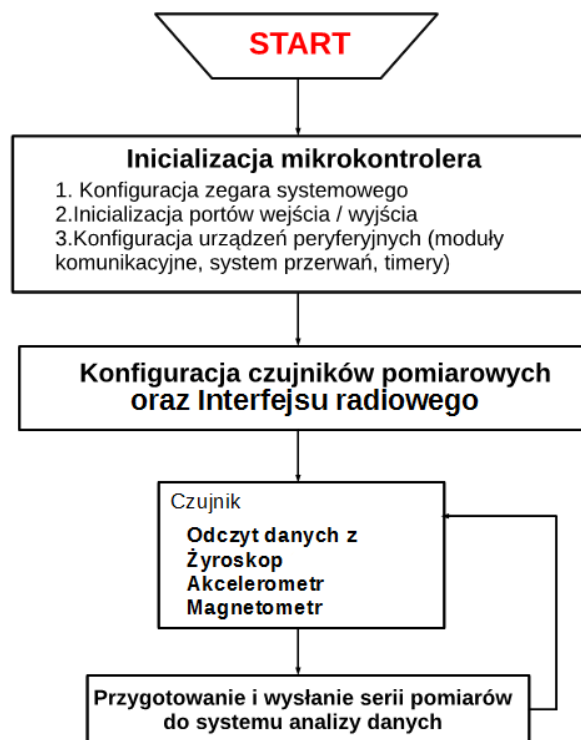 START
Inicializacja mikrokontrolera
1. Konfiguracja zegara systemowego
2.Inicializacja portów wejścia / wyjścia
3.Konfiguracja urządzeń peryferyjnych (moduły
komunikacyjne, system przerwań, timery)
Konfiguracja czujników pomiarowych
oraz Interfejsu radiowego
Czujnik
Odczyt danych z
Żyroskop
Akcelerometr
Magnetometr
Przygotowanie i wysłanie serii pomiarów
do systemu analizy danych